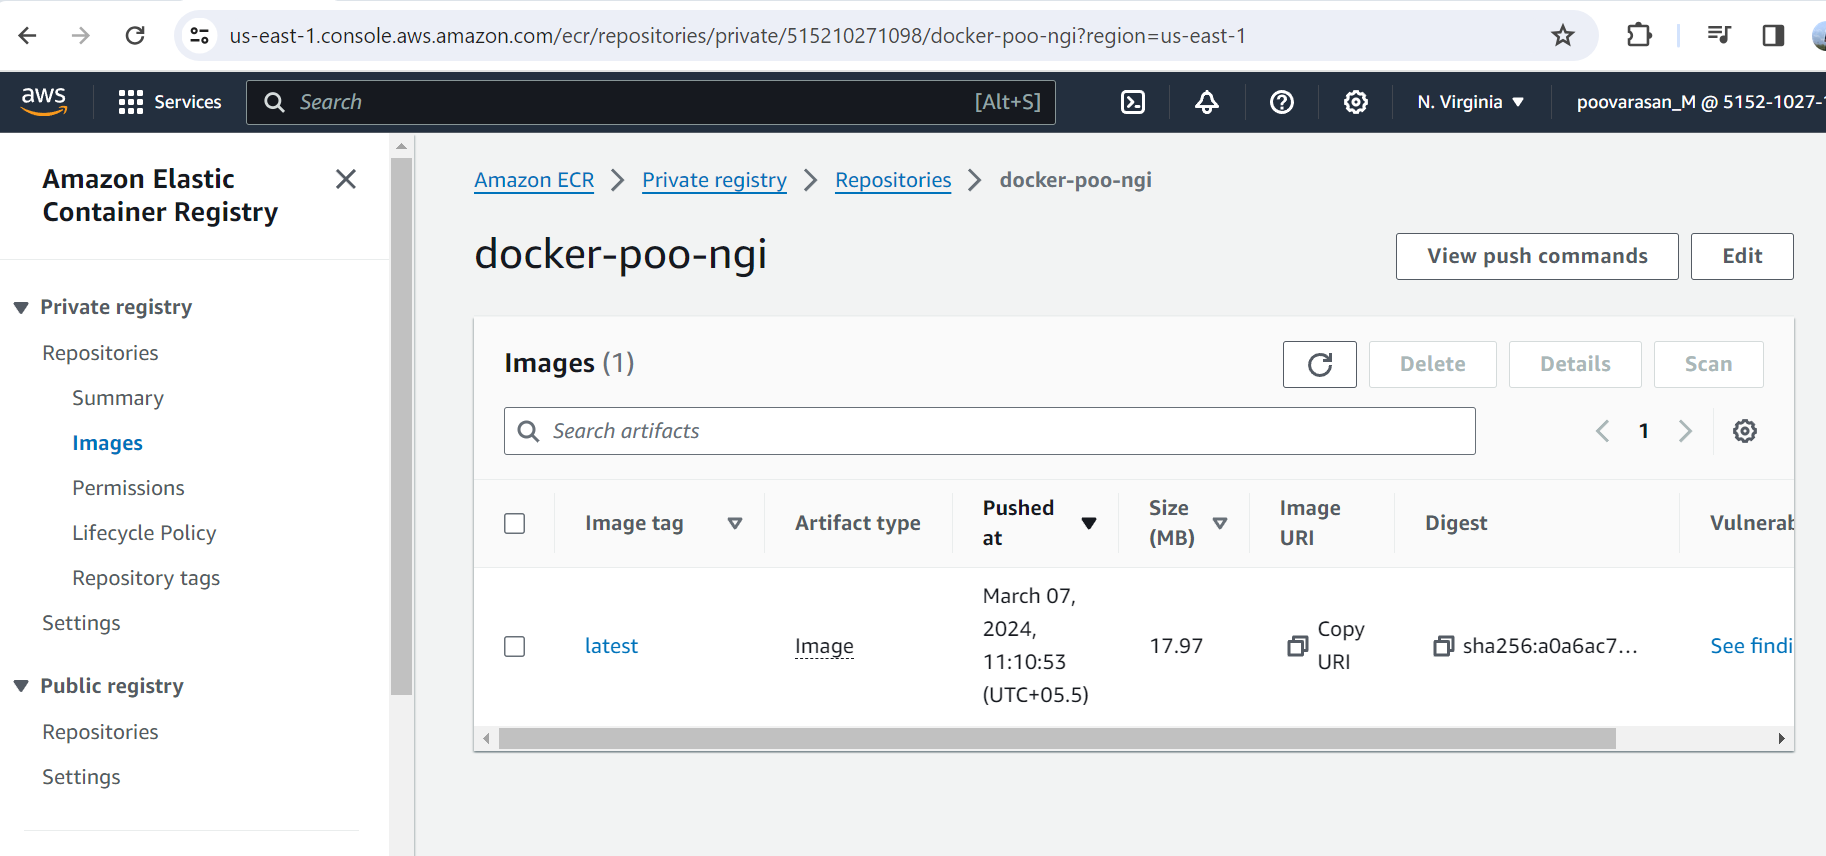 us-east-1.console.aws.amazon.com/ecr/repositories/private/515210271098/docker-poo-ngi?region=us-east-1
aws Services Search [Alt+S] N. Virginia poovarasan_M @ 5152-1027-
Amazon Elastic
Container Registry
Private registry
Repositories
Summary
Images
Permissions
Lifecycle Policy
Repository tags
Settings
Public registry
Repositories
Settings
Amazon ECR Private registry Repositories docker-poo-ngi
docker-poo-ngi
View push commands Edit
Images (1)
Delete Details Scan
Search artifacts
1
Image tag Artifact type Pushed at Size (MB) Image URI Digest Vulnerab
latest Image March 07, 2024, 11:10:53 (UTC+05.5) 17.97 Copy URI sha256:a0a6ac7... See findi